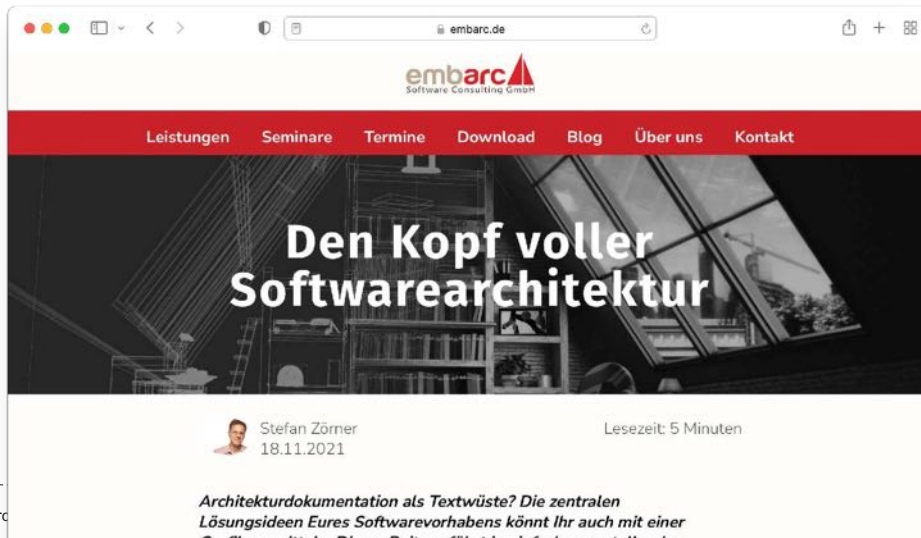 embarc.de
embarc
Software Consulting GmbH
Leistungen Seminare Termine Download Blog Über uns Kontakt
Den Kopf voller
Softwarearchitektur
Stefan Zörner
18.11.2021
Lesezeit: 5 Minuten
Architekturdokumentation als Textwüste? Die zentralen
Lösungsideen Eures Softwarevorhabens könnt Ihr auch mit einer